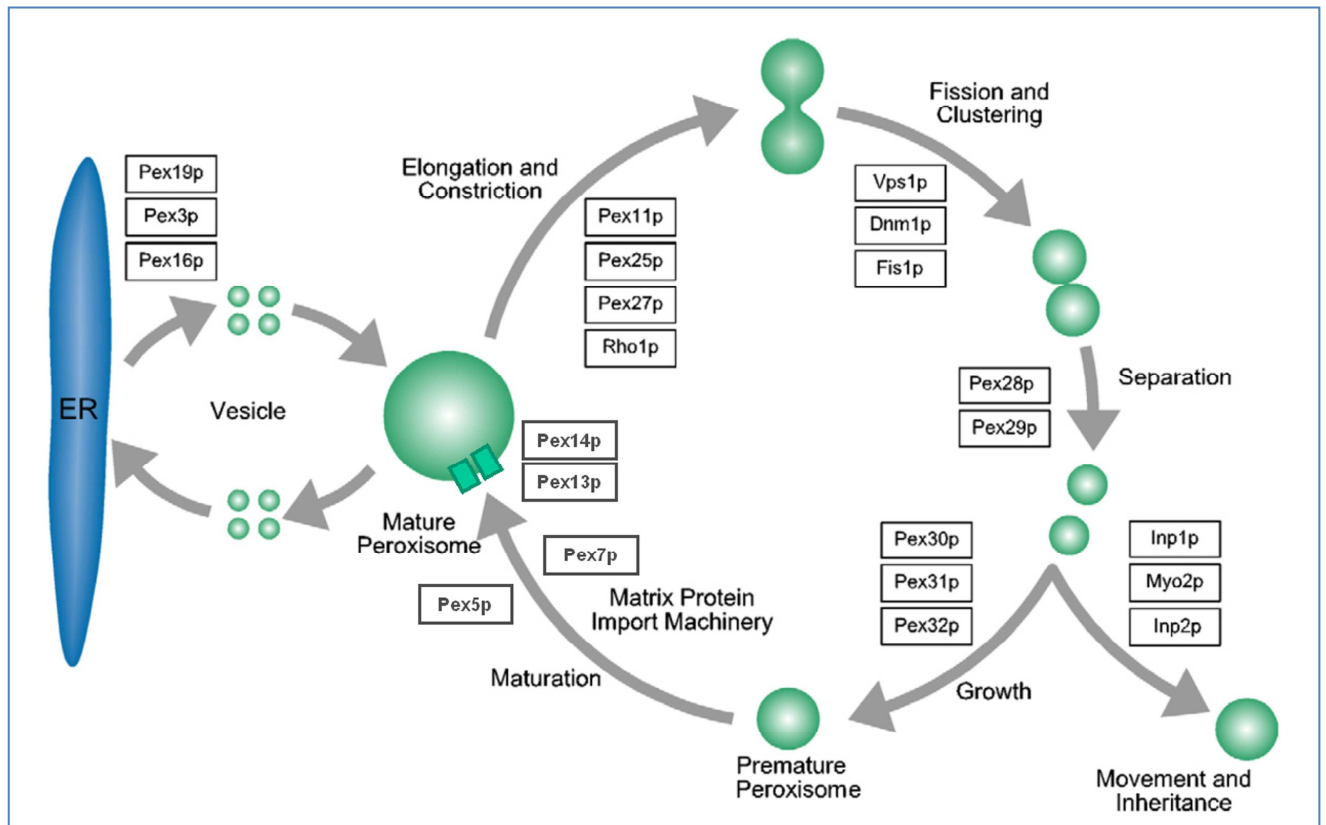 Pex19p
Pex3p
Pex16p
ER
Vesicle
Elongation and
Constriction
Pex11p
Pex25p
Pex27p
Rho1p
Fission and
Clustering
Vps1p
Dnm1p
Fis1p
Separation
Pex28p
Pex29p
Pex14p
Pex13p
Mature
Peroxisome
Pex7p
Pex5p
Matrix Protein
Import Machinery
Maturation
Pex30p
Pex31p
Pex32p
Inp1p
Myo2p
Inp2p
Growth
Premature
Peroxisome
Movement and
Inheritance